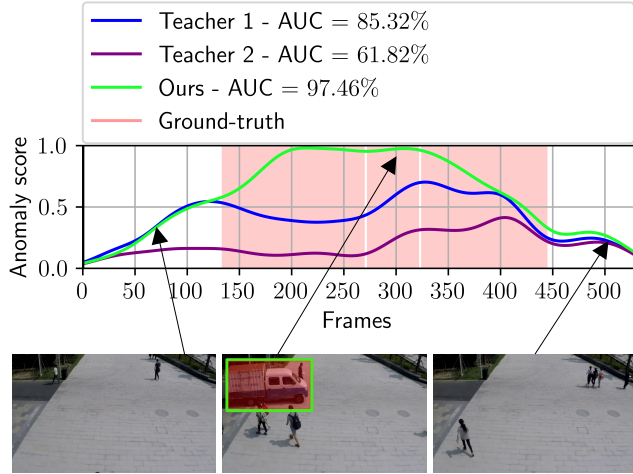 Teacher 1 - AUC = 85.32%
Teacher 2 - AUC = 61.82%
Ours - AUC = 97.46%
Ground-truth
Anomaly score
1.0
0.5
0.0
0 50 100 150 200 250 300 350 400 450 500
Frames